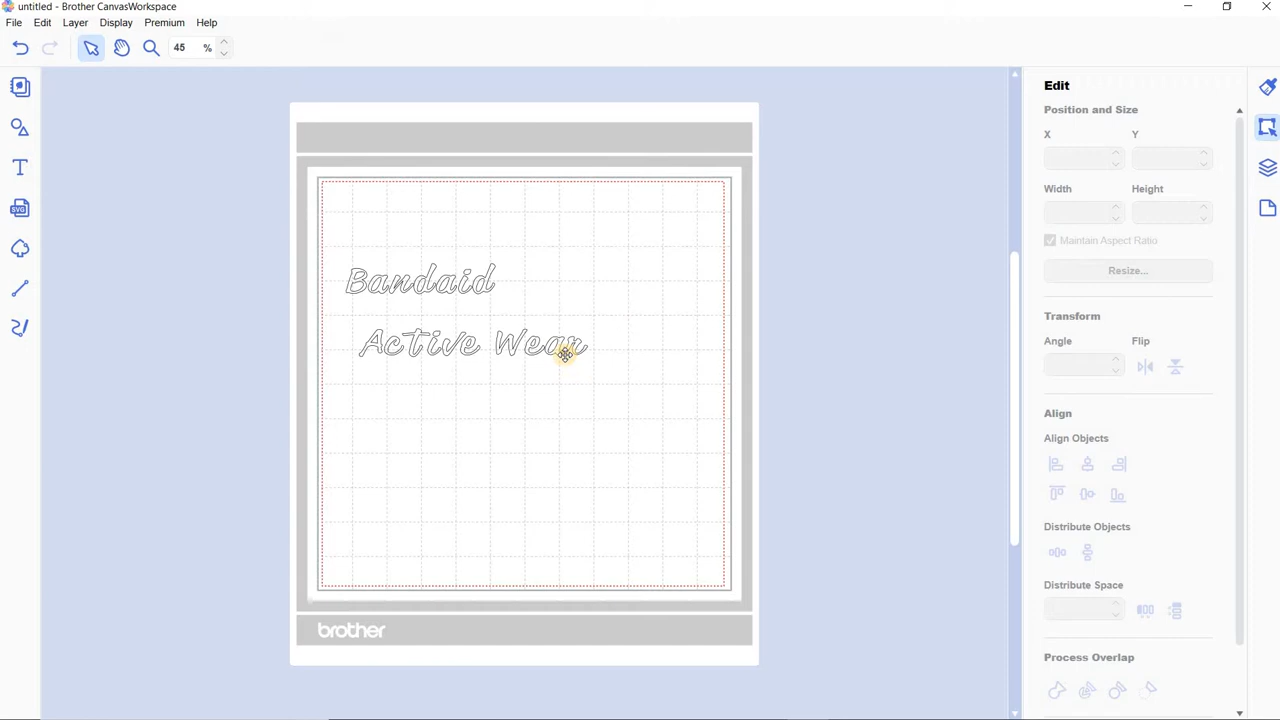 untitled - Brother CanvasWorkspace
File Edit Layer Display Premium Help
45 %
Edit
Position and Size
X Y
Width Height
Maintain Aspect Ratio
Resize...
Transform
Angle Flip
Align
Align Objects
Distribute Objects
Distribute Space
Process Overlap
T
SVG
Bandaid
Active Wear
brother